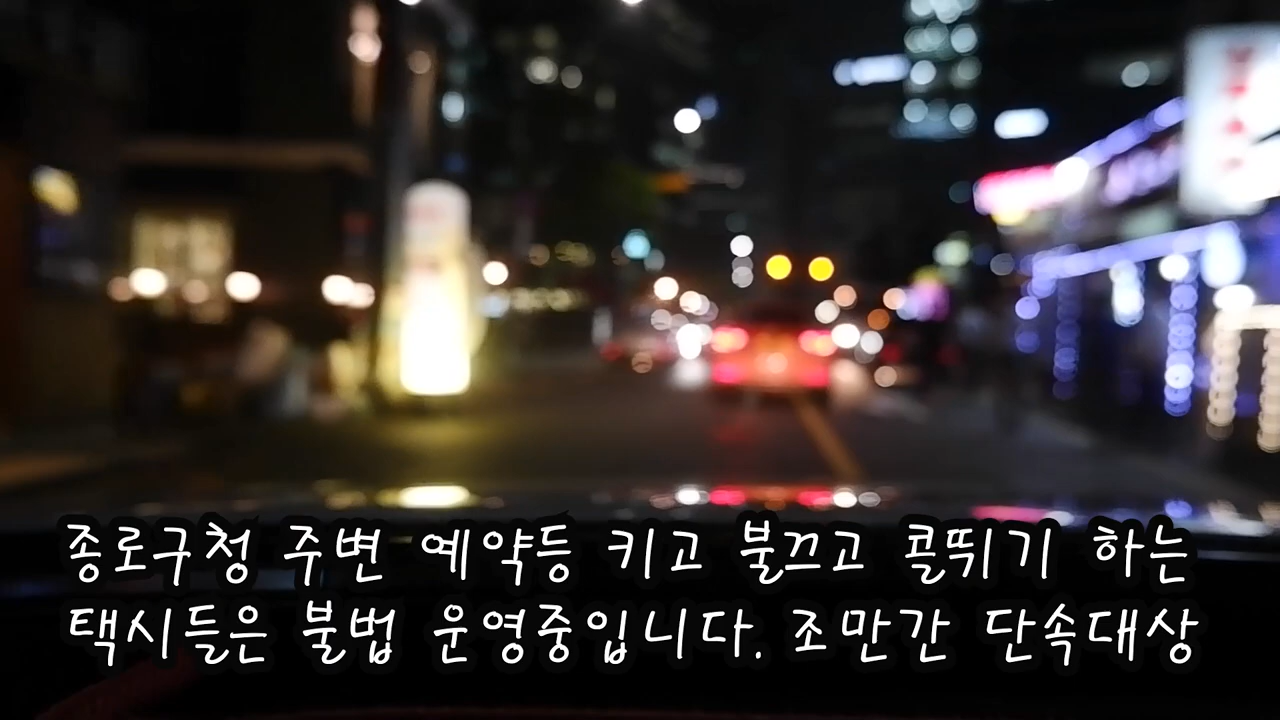 종로구청 주변 예약등 키고 불끄고 콜뛰기 하는
택시들은 불법 운영중입니다. 조만간 단속대상